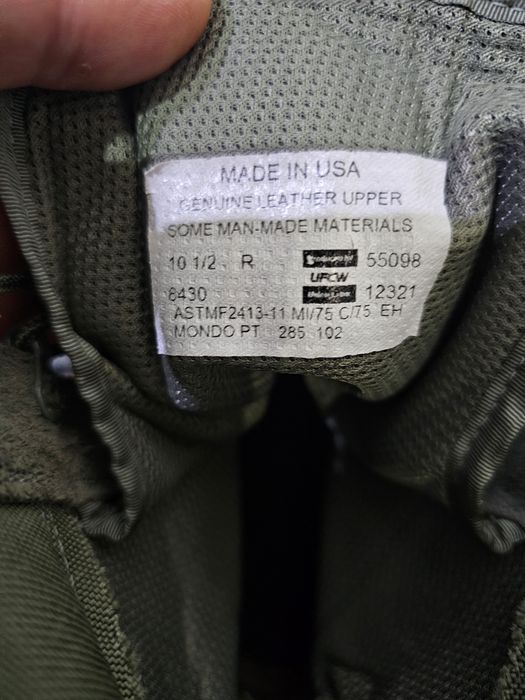 MADE IN USA
GENUINE LEATHER UPPER
SOME MAN-MADE MATERIALS
10 1/2 R 55098
UFCW
8430 12321
ASTMF2413-11 MI/75 C/75 EH
MONDO PT 285 102